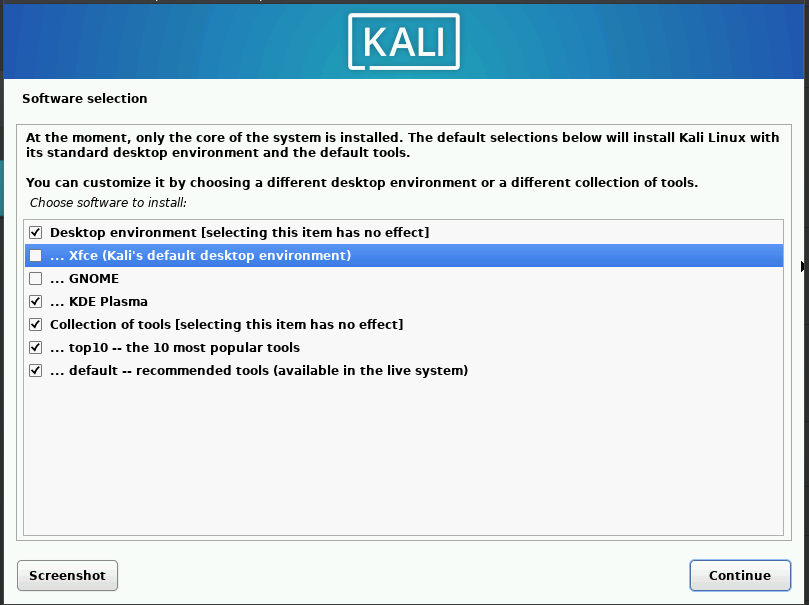 KALI
Software selection
At the moment, only the core of the system is installed. The default selections below will install Kali Linux with
its standard desktop environment and the default tools.
You can customize it by choosing a different desktop environment or a different collection of tools.
Choose software to install:
Desktop environment [selecting this item has no effect]
... Xfce (Kali's default desktop environment)
... GNOME
... KDE Plasma
Collection of tools [selecting this item has no effect]
... top10 -- the 10 most popular tools
... default -- recommended tools (available in the live system)
Screenshot
Continue